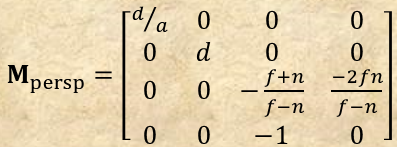 M_persp = [ d/a 0 0 0
0 d 0 0
0 0 −(f+n)/(f−n) (−2fn)/(f−n)
0 0 −1 0 ]